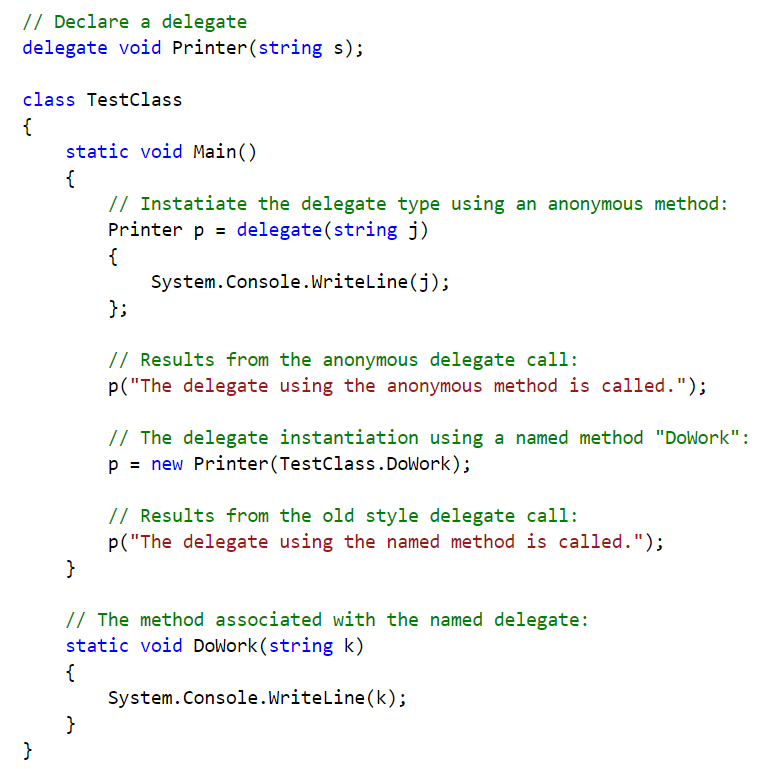 // Declare a delegate
delegate void Printer(string s);

class TestClass
{
    static void Main()
    {
        // Instatiate the delegate type using an anonymous method:
        Printer p = delegate(string j)
        {
            System.Console.WriteLine(j);
        };

        // Results from the anonymous delegate call:
        p("The delegate using the anonymous method is called.");

        // The delegate instantiation using a named method "DoWork":
        p = new Printer(TestClass.DoWork);

        // Results from the old style delegate call:
        p("The delegate using the named method is called.");
    }

    // The method associated with the named delegate:
    static void DoWork(string k)
    {
        System.Console.WriteLine(k);
    }
}